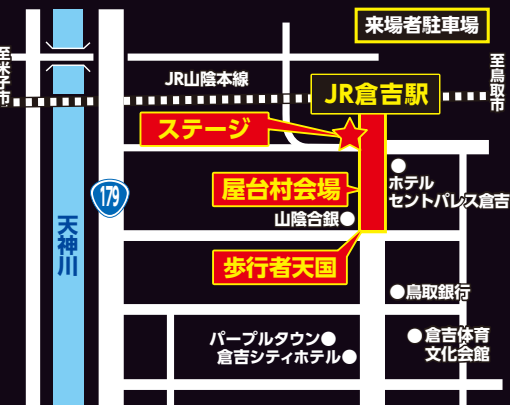 来場者駐車場
至米子市
JR山陰本線
JR倉吉駅
至鳥取市
ステージ
ホテル
セントパレス倉吉
屋台村会場
179
山陰合銀
天神川
歩行者天国
鳥取銀行
パープルタウン
倉吉シティホテル
倉吉体育
文化会館